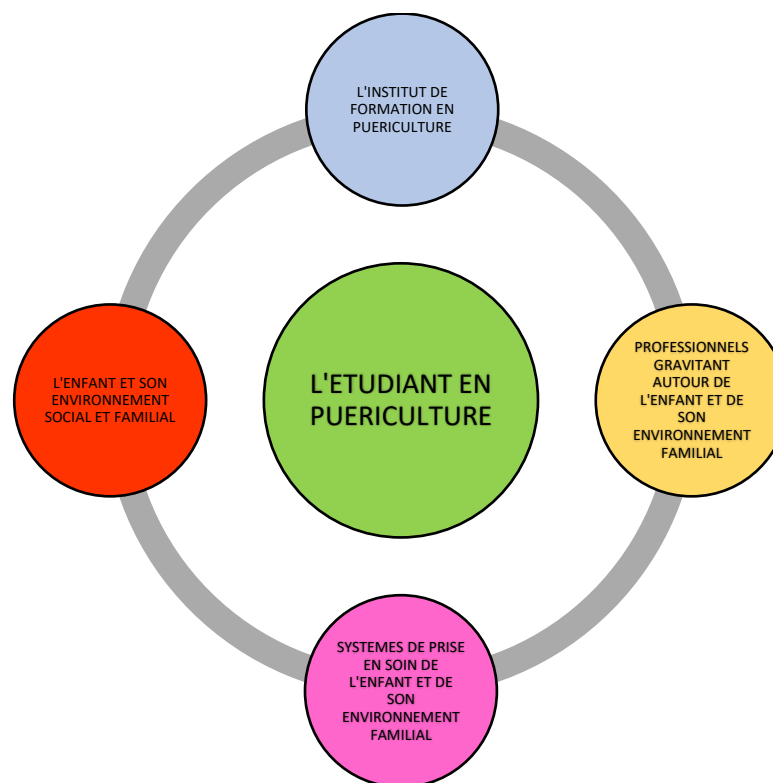 L'INSTITUT DE
FORMATION EN
PUERICULTURE
L'ENFANT ET SON
ENVIRONNEMENT
SOCIAL ET FAMILIAL
L'ETUDIANT EN
PUERICULTURE
PROFESSIONNELS
GRAVITANT
AUTOUR DE
L'ENFANT ET DE
SON
ENVIRONNEMENT
FAMILIAL
SYSTEMES DE PRISE
EN SOIN DE
L'ENFANT ET DE
SON
ENVIRONNEMENT
FAMILIAL